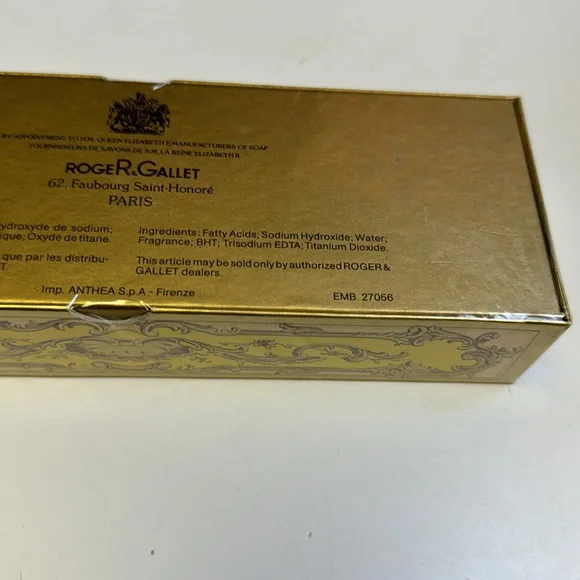 BY APPOINTMENT TO H.M. QUEEN ELIZABETH II MANUFACTURERS OF SOAP
FOURNISSEURS DE SAVONS DE S.M. LA REINE ELIZABETH II
ROGER & GALLET
62, Faubourg Saint-Honoré
PARIS
ydroxyde de sodium;
ique; Oxyde de titane.
que par les distribu-
T.
Ingredients: Fatty Acids; Sodium Hydroxide; Water;
Fragrance; BHT; Trisodium EDTA; Titanium Dioxide.
This article may be sold only by authorized ROGER &
GALLET dealers.
Imp. ANTHEA S.p.A - Firenze
EMB. 27056